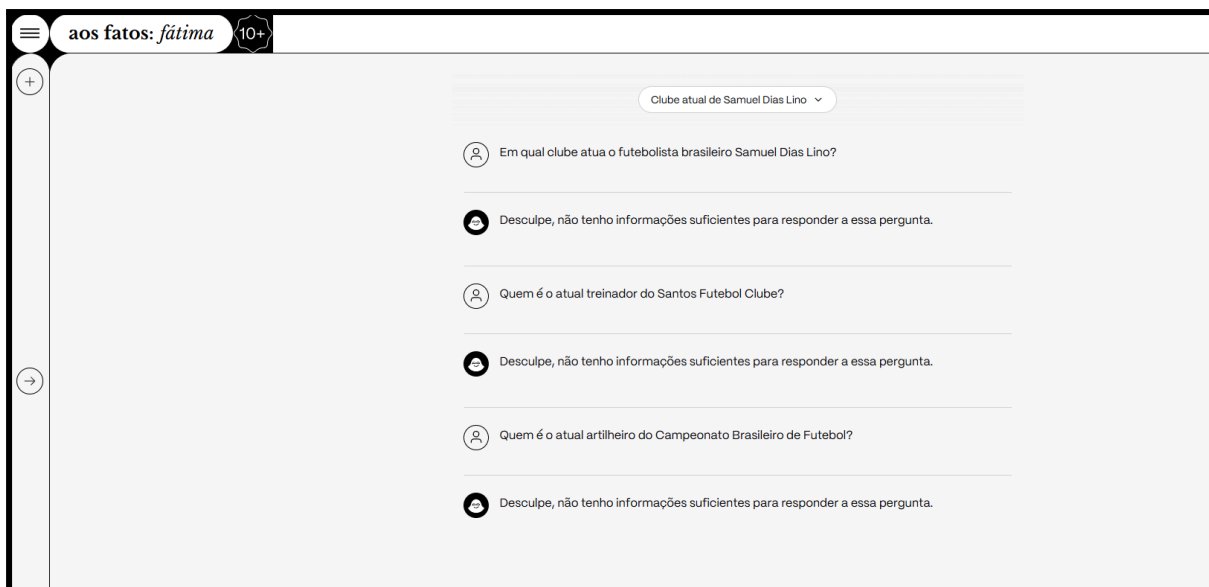 aos fatos: fátima
10+
Clube atual de Samuel Dias Lino
Em qual clube atua o futebolista brasileiro Samuel Dias Lino?
Desculpe, não tenho informações suficientes para responder a essa pergunta.
Quem é o atual treinador do Santos Futebol Clube?
Desculpe, não tenho informações suficientes para responder a essa pergunta.
Quem é o atual artilheiro do Campeonato Brasileiro de Futebol?
Desculpe, não tenho informações suficientes para responder a essa pergunta.